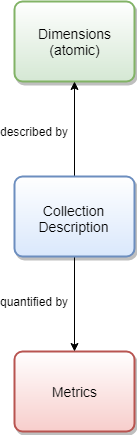 Dimensions
(atomic)
described by
Collection
Description
quantified by
Metrics